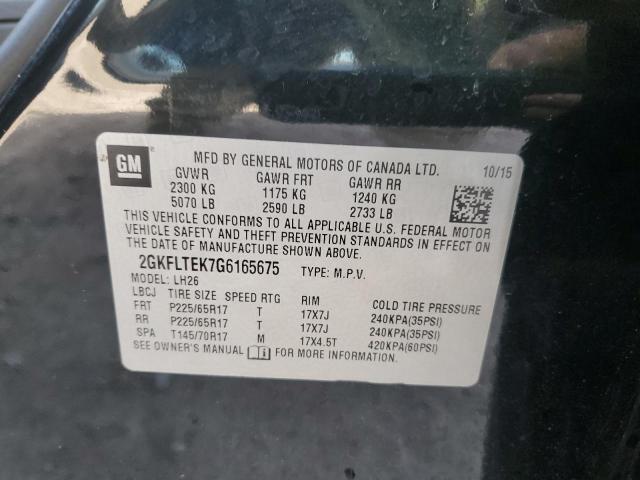 GM
MFD BY GENERAL MOTORS OF CANADA LTD. 10/15
GVWR GAWR FRT GAWR RR
2300 KG 1175 KG 1240 KG
5070 LB 2590 LB 2733 LB
THIS VEHICLE CONFORMS TO ALL APPLICABLE U.S. FEDERAL MOTOR
VEHICLE SAFETY AND THEFT PREVENTION STANDARDS IN EFFECT ON
THE DATE OF MANUFACTURE SHOWN ABOVE.
2GKFLTEK7G6165675 TYPE: M.P.V.
MODEL: LH26
LBCJ TIRE SIZE SPEED RTG RIM COLD TIRE PRESSURE
FRT P225/65R17 T 17X7J 240KPA(35PSI)
RR P225/65R17 T 17X7J 240KPA(35PSI)
SPA T145/70R17 M 17X4.5T 420KPA(60PSI)
SEE OWNER'S MANUAL FOR MORE INFORMATION.